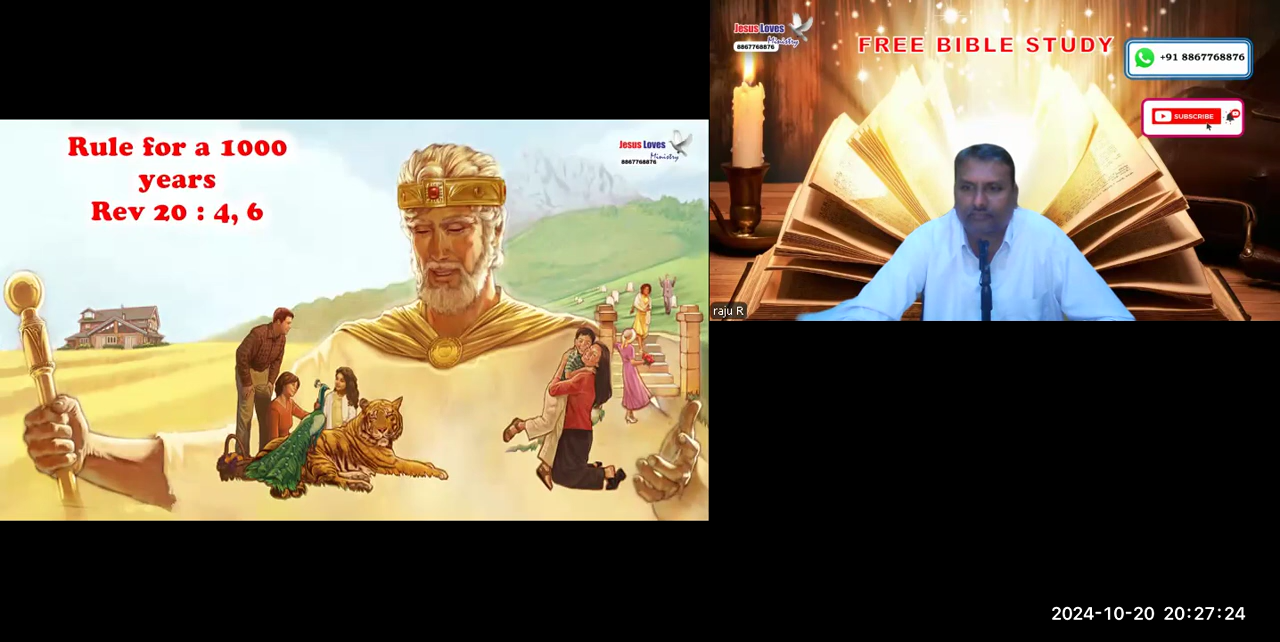 Rule for a 1000
years
Rev 20 : 4, 6
Jesus Loves
Ministry
8867768876
Jesus Loves
Ministry
8867768876
FREE BIBLE STUDY
+91 8867768876
SUBSCRIBE
raju R
2024-10-20 20:27:24